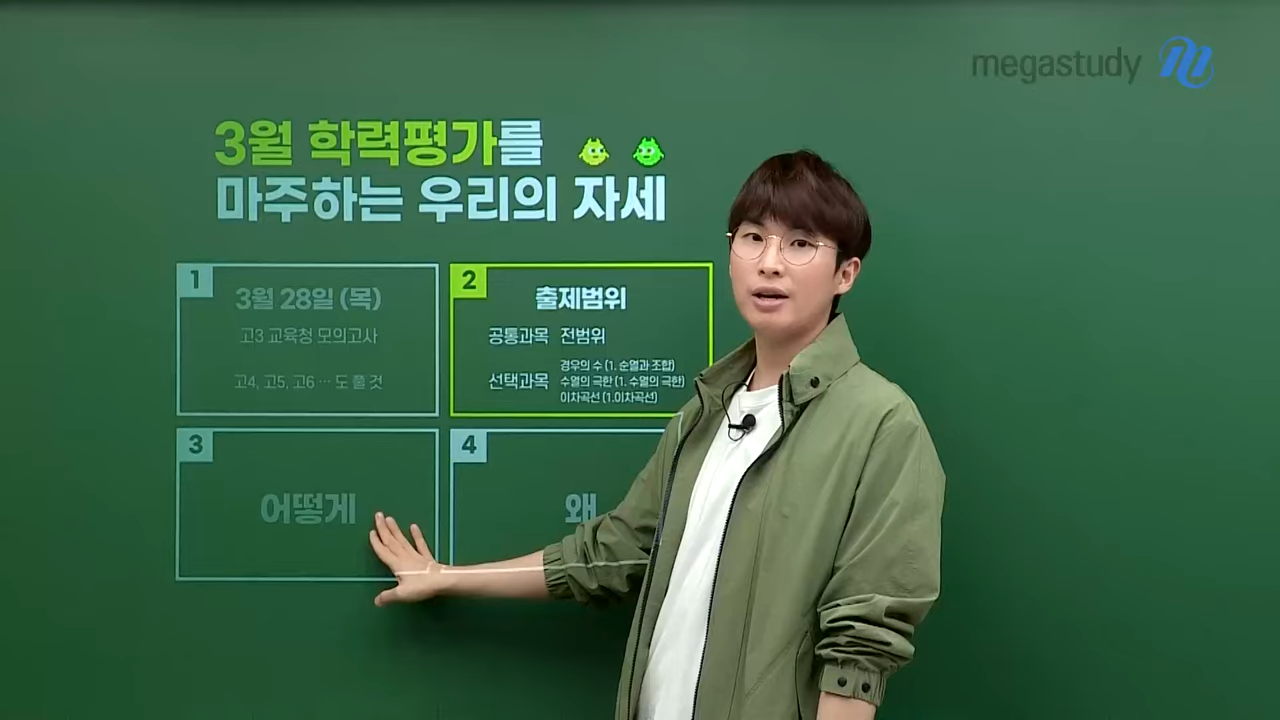 megastudy
3월 학력평가를
마주하는 우리의 자세
1
3월 28일 (목)
고3 교육청 모의고사
고4, 고5, 고6 … 도 풀 것
2
출제범위
공통과목 전범위
선택과목
경우의 수 (1. 순열과 조합)
수열의 극한 (1. 수열의 극한)
이차곡선 (1.이차곡선)
3
어떻게
4
왜